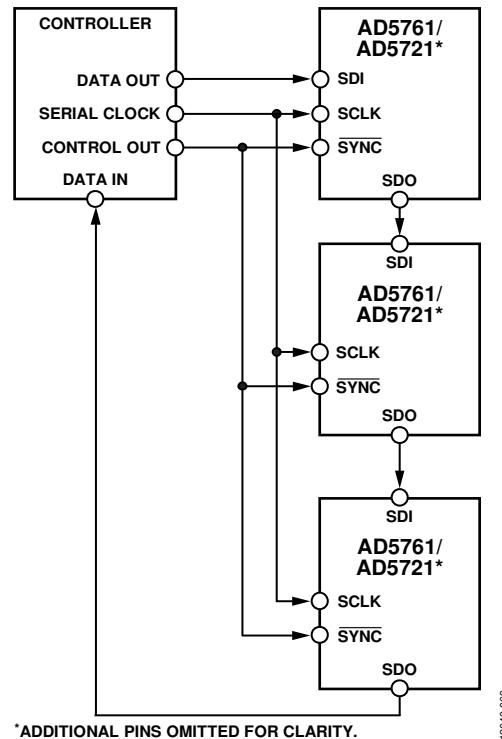 CONTROLLER
DATA OUT
SERIAL CLOCK
CONTROL OUT
DATA IN
AD5761/
AD5721*
SDI
SCLK
SYNC
SDO
SDI
AD5761/
AD5721*
SCLK
SYNC
SDO
SDI
AD5761/
AD5721*
SCLK
SYNC
SDO
*ADDITIONAL PINS OMITTED FOR CLARITY.